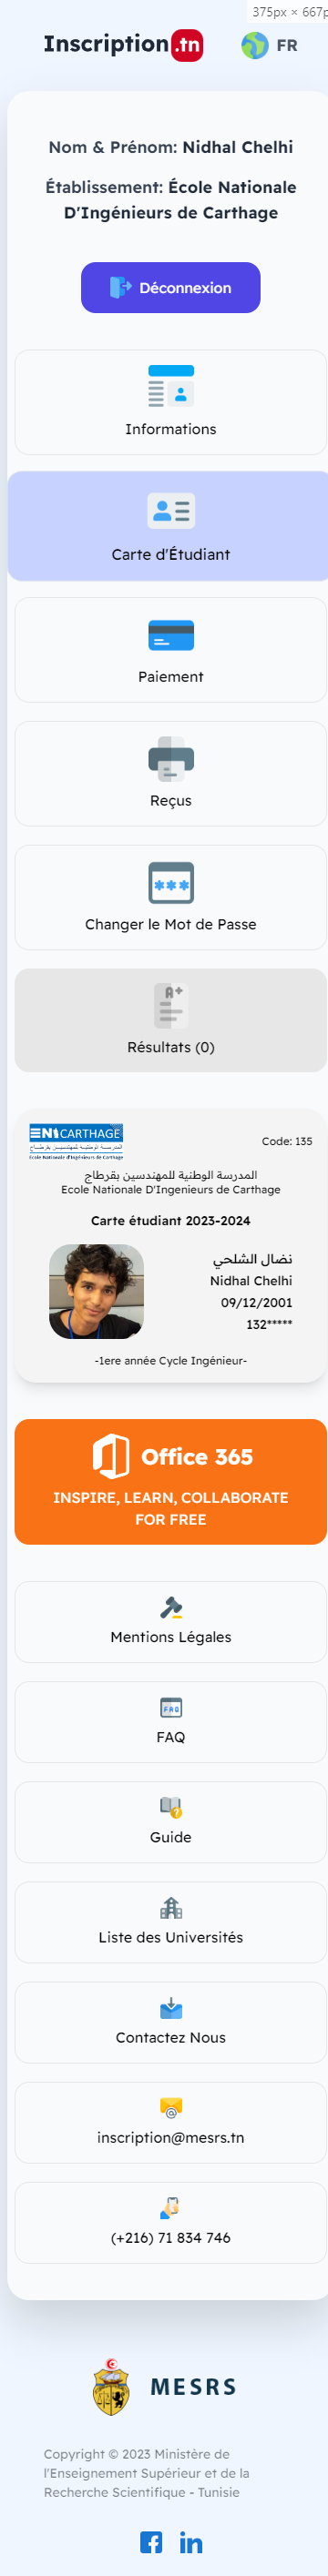 375px × 667p
Inscription .tn
FR
Nom & Prénom: Nidhal Chelhi
Établissement: École Nationale
D'Ingénieurs de Carthage
Déconnexion
Informations
Carte d'Étudiant
Paiement
Reçus
***
Changer le Mot de Passe
A+
Résultats (0)
ENI CARTHAGE
المدرسة الوطنية للمهندسين بقرطاج
Ecole Nationale d'Ingénieurs de Carthage
Code: 135
المدرسة الوطنية للمهندسين بقرطاج
Ecole Nationale D'Ingenieurs de Carthage
Carte étudiant 2023-2024
نضال الشلحي
Nidhal Chelhi
09/12/2001
132*****
-1ere année Cycle Ingénieur-
Office 365
INSPIRE, LEARN, COLLABORATE
FOR FREE
Mentions Légales
FAQ
FAQ
?
Guide
Liste des Universités
Contactez Nous
@
inscription@mesrs.tn
(+216) 71 834 746
MESRS
Copyright © 2023 Ministère de
l'Enseignement Supérieur et de la
Recherche Scientifique - Tunisie
f in